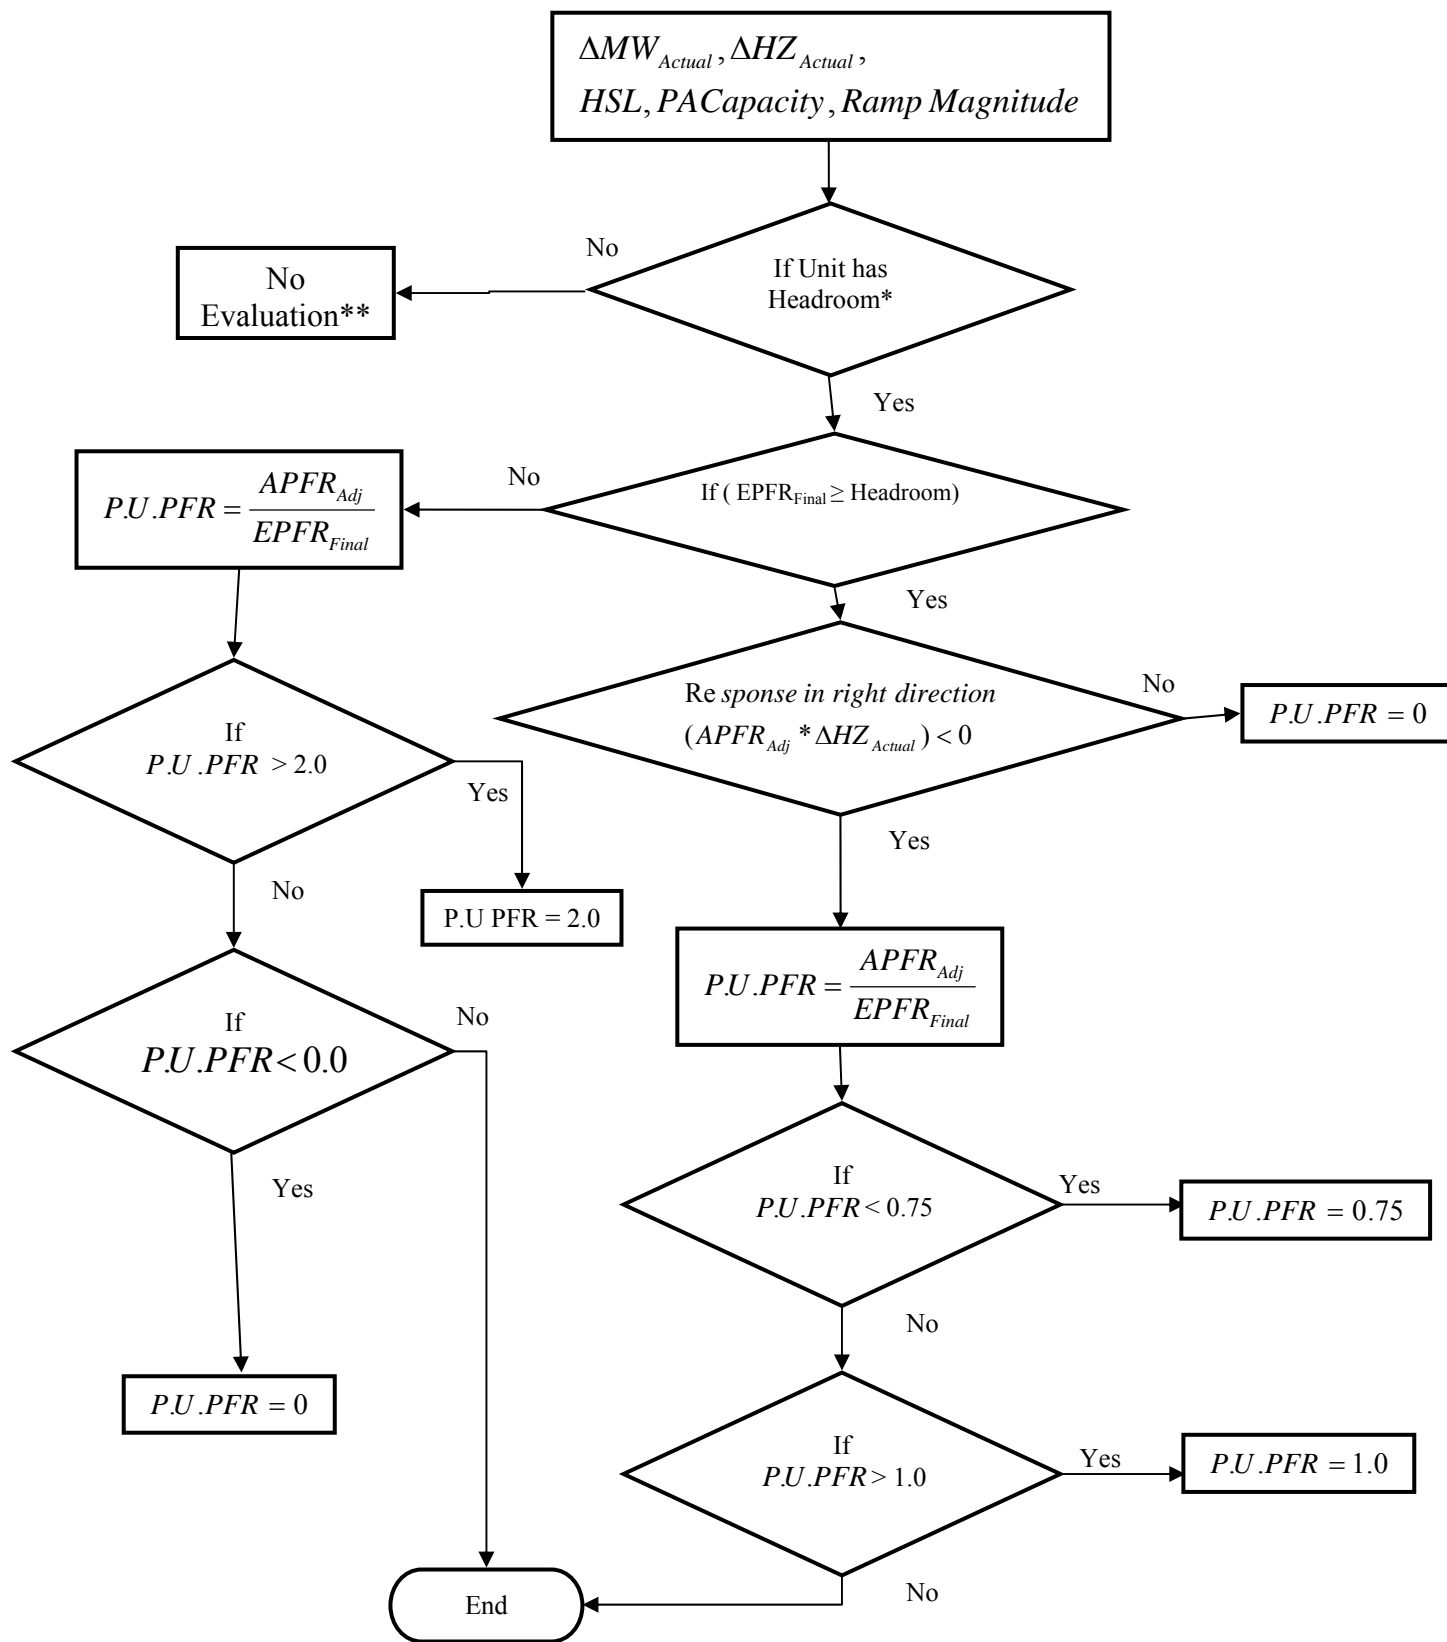 ΔMW_Actual, ΔHZ_Actual,
HSL, PACapacity, Ramp Magnitude
No
If Unit has
Headroom*
No
Evaluation**
Yes
No
If ( EPFR_Final ≥ Headroom)
P.U.PFR = APFR_Adj / EPFR_Final
Yes
Re sponse in right direction
(APFR_Adj * ΔHZ_Actual) < 0
No
P.U.PFR = 0
If
P.U.PFR > 2.0
Yes
Yes
No
P.U PFR = 2.0
P.U.PFR = APFR_Adj / EPFR_Final
If
P.U.PFR < 0.0
No
Yes
If
P.U.PFR < 0.75
Yes
P.U.PFR = 0.75
No
P.U.PFR = 0
If
P.U.PFR > 1.0
Yes
P.U.PFR = 1.0
No
End